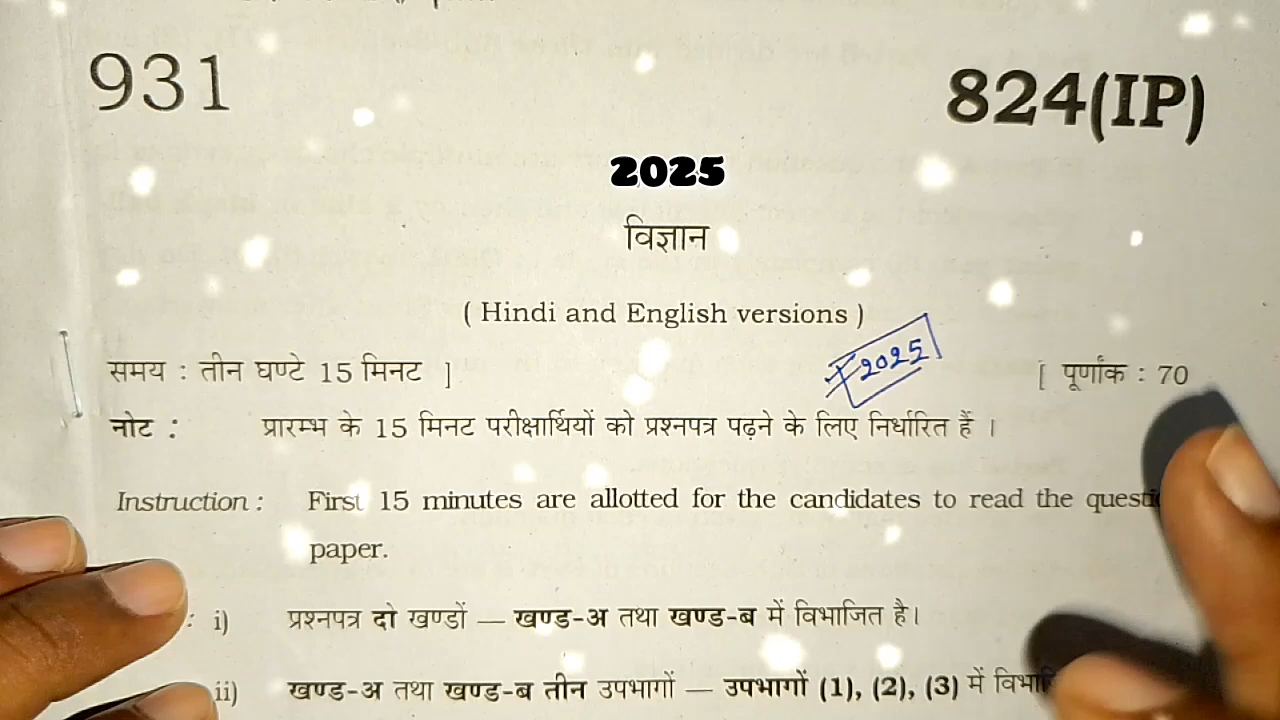 931
824(IP)
2025
विज्ञान
( Hindi and English versions )
2025
समय : तीन घण्टे 15 मिनट ]
[ पूर्णांक : 70
नोट : प्रारम्भ के 15 मिनट परीक्षार्थियों को प्रश्नपत्र पढ़ने के लिए निर्धारित हैं ।
Instruction : First 15 minutes are allotted for the candidates to read the
paper.
: i) प्रश्नपत्र दो खण्डों — खण्ड-अ तथा खण्ड-ब में विभाजित है।
ii) खण्ड-अ तथा खण्ड-ब तीन उपभागों — उपभागों (1), (2), (3) में